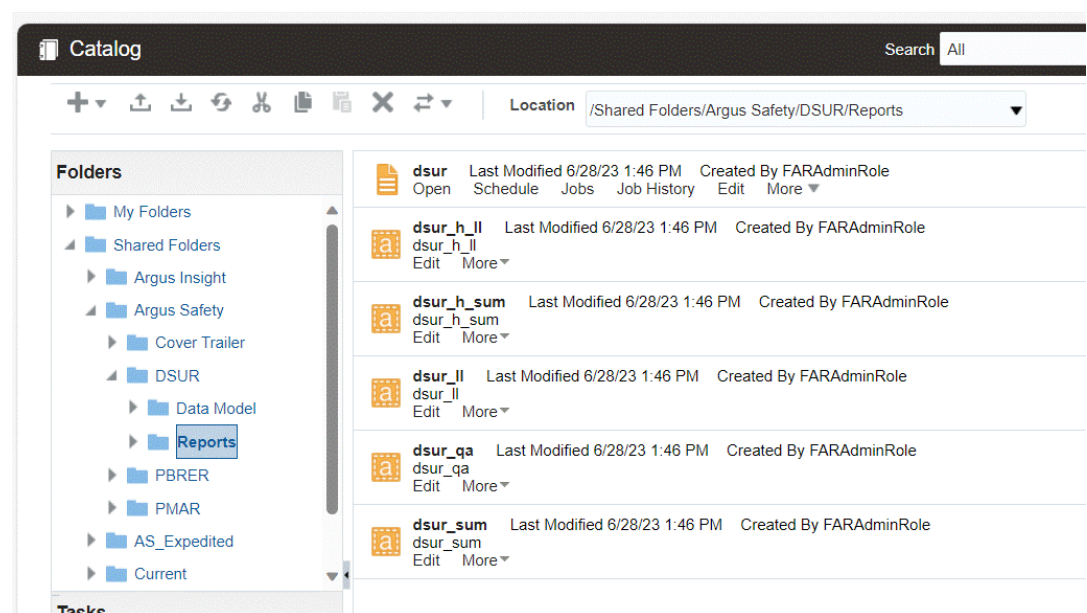 Catalog
Search All
Location /Shared Folders/Argus Safety/DSUR/Reports
Folders
My Folders
Shared Folders
Argus Insight
Argus Safety
Cover Trailer
DSUR
Data Model
Reports
PBRER
PMAR
AS_Expedited
Current
Tasks
dsur Last Modified 6/28/23 1:46 PM Created By FARAdminRole
Open Schedule Jobs Job History Edit More
dsur_h_ll Last Modified 6/28/23 1:46 PM Created By FARAdminRole
dsur_h_ll
Edit More
dsur_h_sum Last Modified 6/28/23 1:46 PM Created By FARAdminRole
dsur_h_sum
Edit More
dsur_ll Last Modified 6/28/23 1:46 PM Created By FARAdminRole
dsur_ll
Edit More
dsur_qa Last Modified 6/28/23 1:46 PM Created By FARAdminRole
dsur_qa
Edit More
dsur_sum Last Modified 6/28/23 1:46 PM Created By FARAdminRole
dsur_sum
Edit More